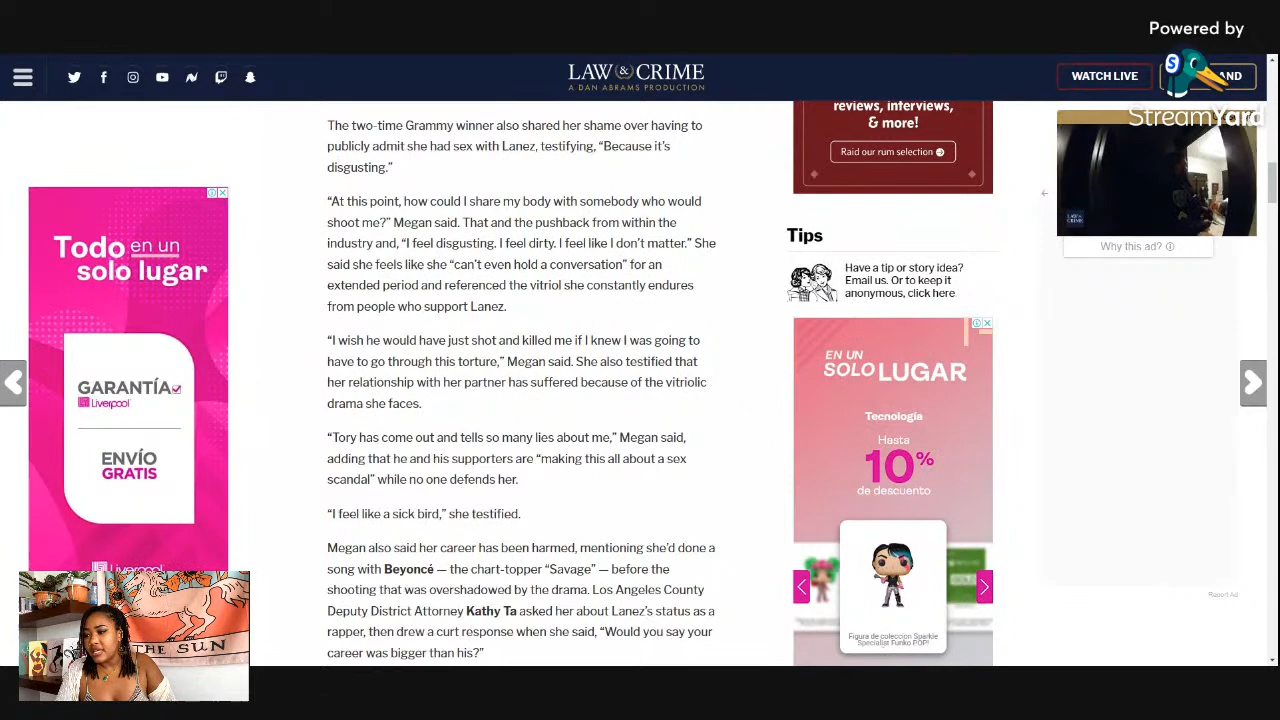 Powered by
StreamYard
LAW & CRIME
A DAN ABRAMS PRODUCTION
WATCH LIVE
AND
The two-time Grammy winner also shared her shame over having to
publicly admit she had sex with Lanez, testifying, “Because it’s
disgusting.”
“At this point, how could I share my body with somebody who would
shoot me?” Megan said. That and the pushback from within the
industry and, “I feel disgusting. I feel dirty. I feel like I don’t matter.” She
said she feels like she “can’t even hold a conversation” for an
extended period and referenced the vitriol she constantly endures
from people who support Lanez.
“I wish he would have just shot and killed me if I knew I was going to
have to go through this torture,” Megan said. She also testified that
her relationship with her partner has suffered because of the vitriolic
drama she faces.
“Tory has come out and tells so many lies about me,” Megan said,
adding that he and his supporters are “making this all about a sex
scandal” while no one defends her.
“I feel like a sick bird,” she testified.
Megan also said her career has been harmed, mentioning she’d done a
song with Beyoncé — the chart-topper “Savage” — before the
shooting that was overshadowed by the drama. Los Angeles County
Deputy District Attorney Kathy Ta asked her about Lanez’s status as a
rapper, then drew a curt response when she said, “Would you say your
career was bigger than his?”
Todo en un
solo lugar
GARANTÍA
Liverpool
ENVÍO
GRATIS
Liverpool
THE SUN
reviews, interviews,
& more!
Raid our rum selection
Tips
Have a tip or story idea?
Email us. Or to keep it
anonymous, click here.
EN UN
SOLO LUGAR
Tecnología
Hasta
10%
de descuento
Figura de coleccion Sparkle
Specialist Funko POP!
LAW & CRIME
Why this ad?
Report Ad